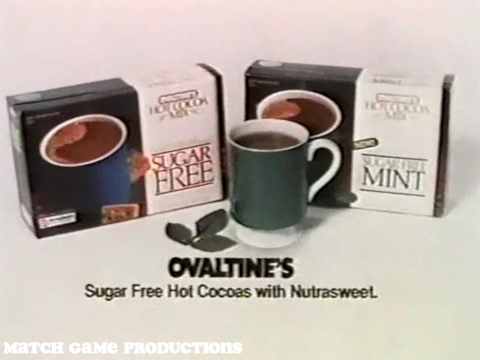 HOT COCOA
MIX
SUGAR
FREE
HOT COCOA
MIX
SUGAR FREE
MINT
OVALTINE'S
Sugar Free Hot Cocoas with Nutrasweet.
MATCH GAME PRODUCTIONS